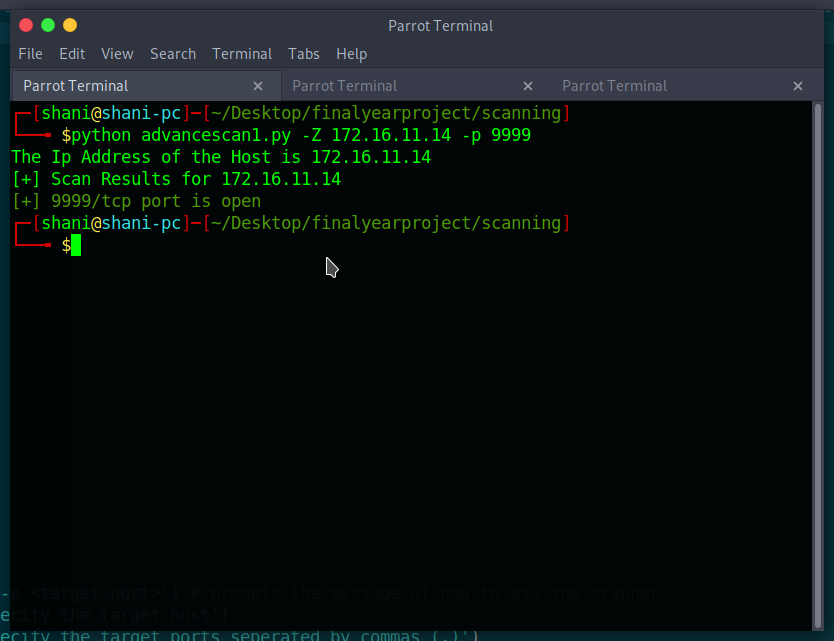 Parrot Terminal
File Edit View Search Terminal Tabs Help
Parrot Terminal × Parrot Terminal × Parrot Terminal ×
┌─[shani@shani-pc]─[~/Desktop/finalyearproject/scanning]
└──╼ $python advancescan1.py -Z 172.16.11.14 -p 9999
The Ip Address of the Host is 172.16.11.14
[+] Scan Results for 172.16.11.14
[+] 9999/tcp port is open
┌─[shani@shani-pc]─[~/Desktop/finalyearproject/scanning]
└──╼ $
-p <target port>') # prompts the message of how to use the scanner
ecify the target host')
ecify the target ports seperated by commas (,)')